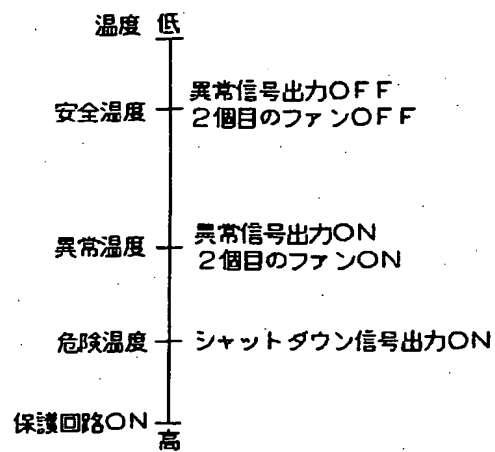 温度 低
異常信号出力OFF
安全温度
2個目のファンOFF
異常信号出力ON
異常温度
2個目のファンON
危険温度 シャットダウン信号出力ON
保護回路ON
高